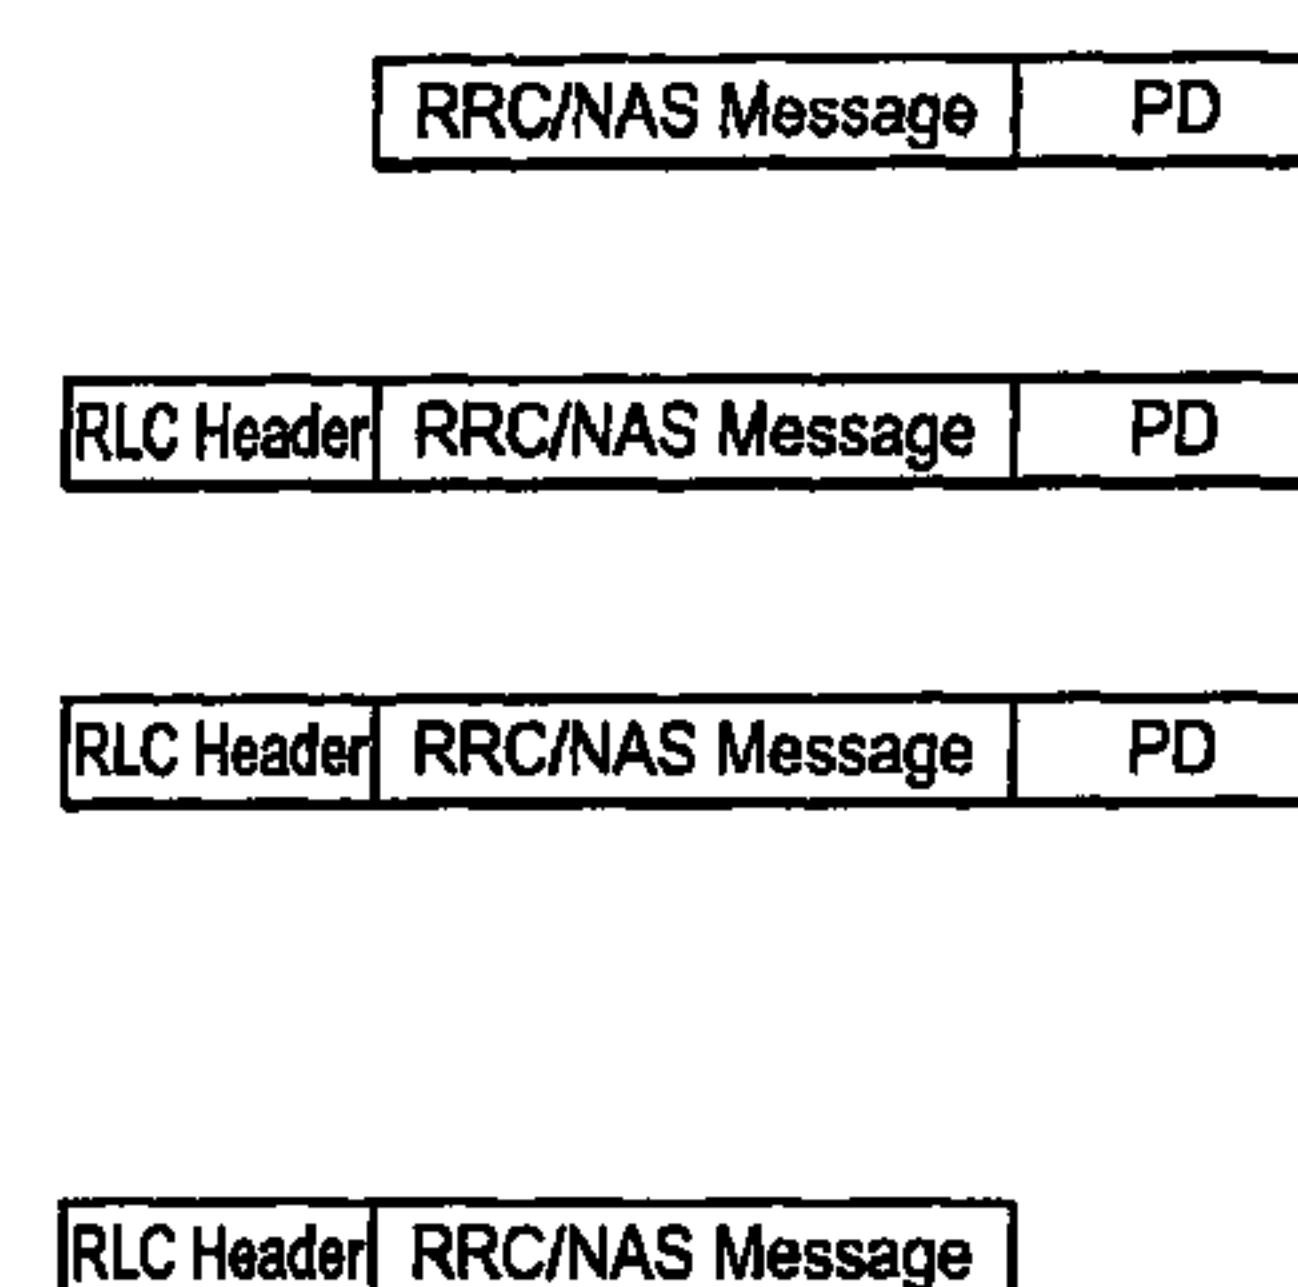 RRC/NAS Message PD
RLC Header RRC/NAS Message PD
RLC Header RRC/NAS Message PD
RLC Header RRC/NAS Message